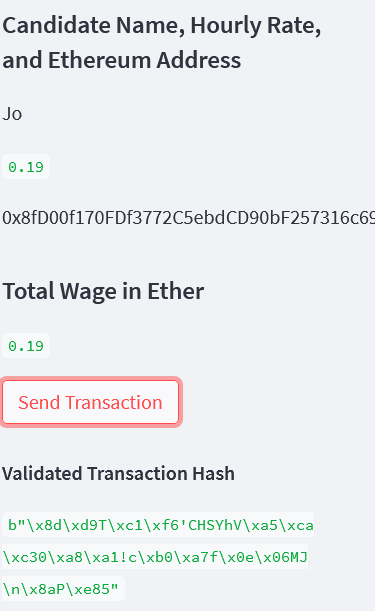 Candidate Name, Hourly Rate,
and Ethereum Address
Jo
0.19
0x8fD00f170FDf3772C5ebdCD90bF257316c69
Total Wage in Ether
0.19
Send Transaction
Validated Transaction Hash
b"\x8d\xd9T\xc1\xf6'CHSYhV\xa5\xca
\xc30\xa8\xa1!c\xb0\xa7f\x0e\x06MJ
\n\x8aP\xe85"